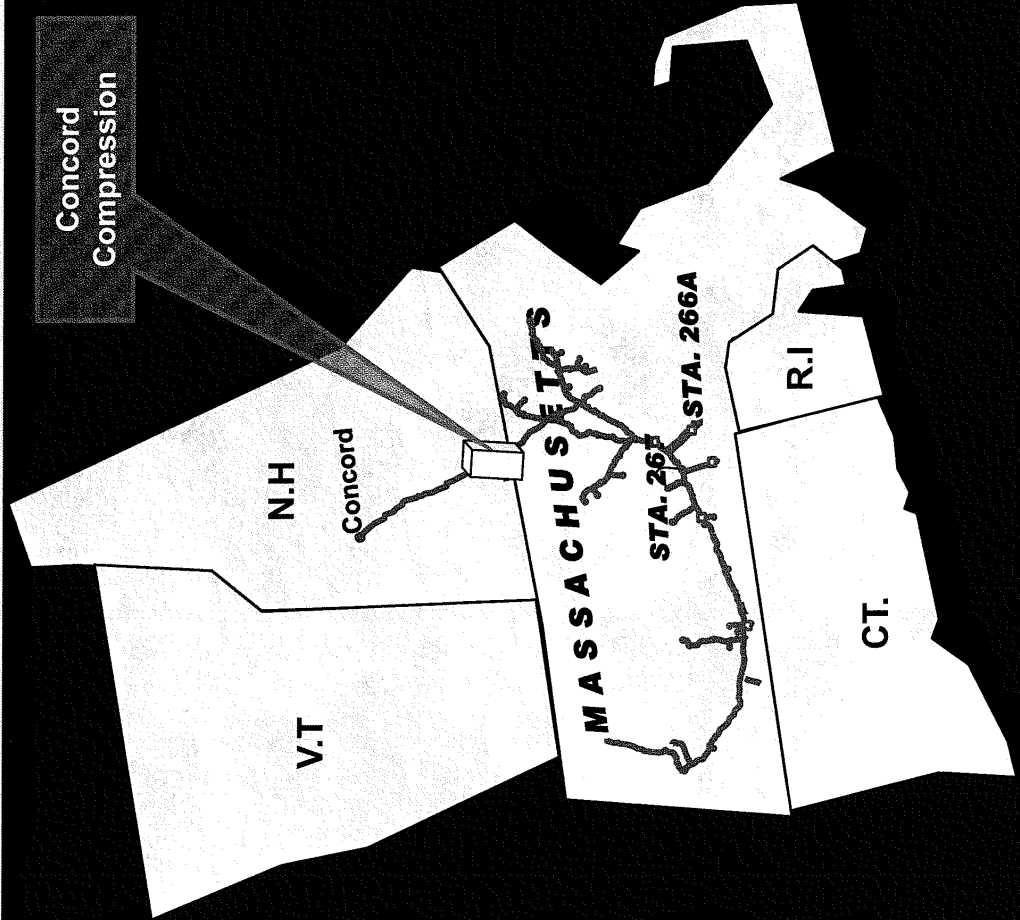 Concord
Compression
N.H
Concord
V.T
MASSACHUSETTS
STA. 266A
STA. 267
R.I
CT.